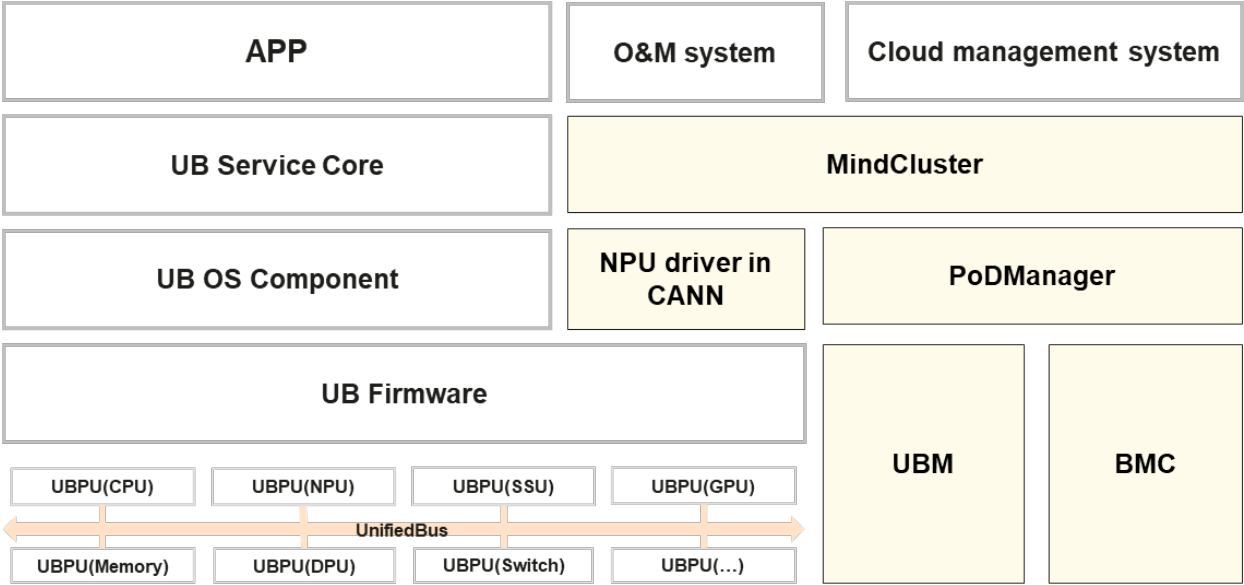 APP
O&M system
Cloud management system
UB Service Core
MindCluster
UB OS Component
NPU driver in
CANN
PoDManager
UB Firmware
UBM
BMC
UBPU(CPU)
UBPU(NPU)
UBPU(SSU)
UBPU(GPU)
UnifiedBus
UBPU(Memory)
UBPU(DPU)
UBPU(Switch)
UBPU(...)